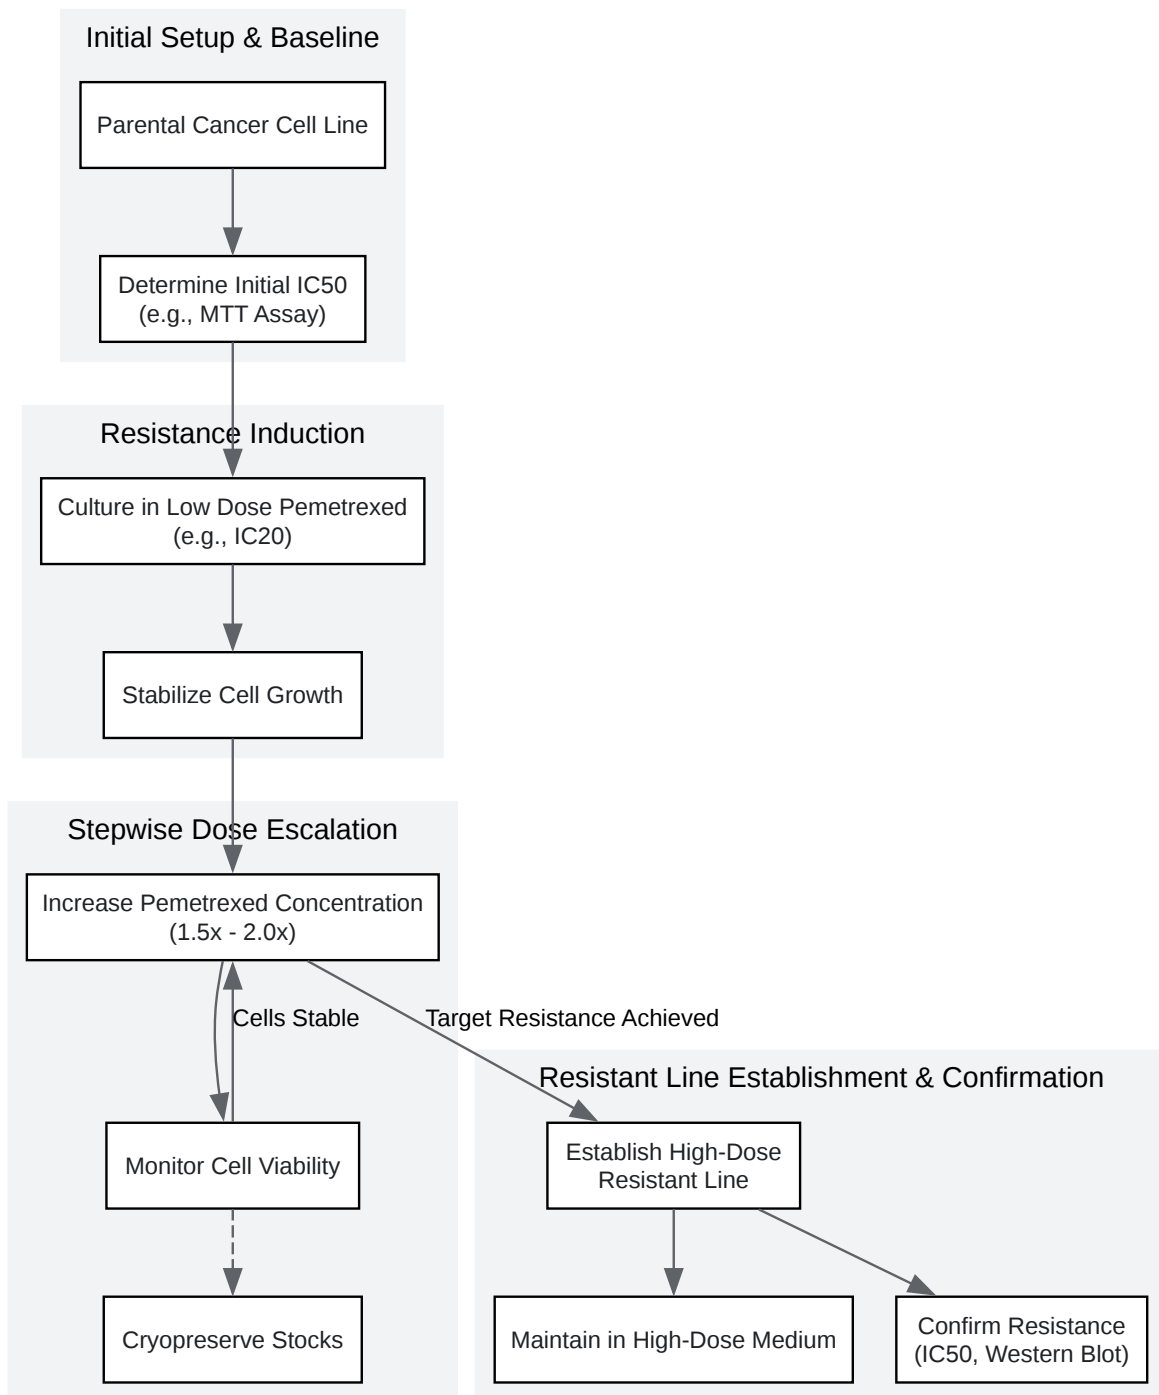 Initial Setup & Baseline
Parental Cancer Cell Line
Determine Initial IC50
(e.g., MTT Assay)
Resistance Induction
Culture in Low Dose Pemetrexed
(e.g., IC20)
Stabilize Cell Growth
Stepwise Dose Escalation
Increase Pemetrexed Concentration
(1.5x - 2.0x)
Cells Stable
Target Resistance Achieved
Monitor Cell Viability
Cryopreserve Stocks
Resistant Line Establishment & Confirmation
Establish High-Dose
Resistant Line
Maintain in High-Dose Medium
Confirm Resistance
(IC50, Western Blot)